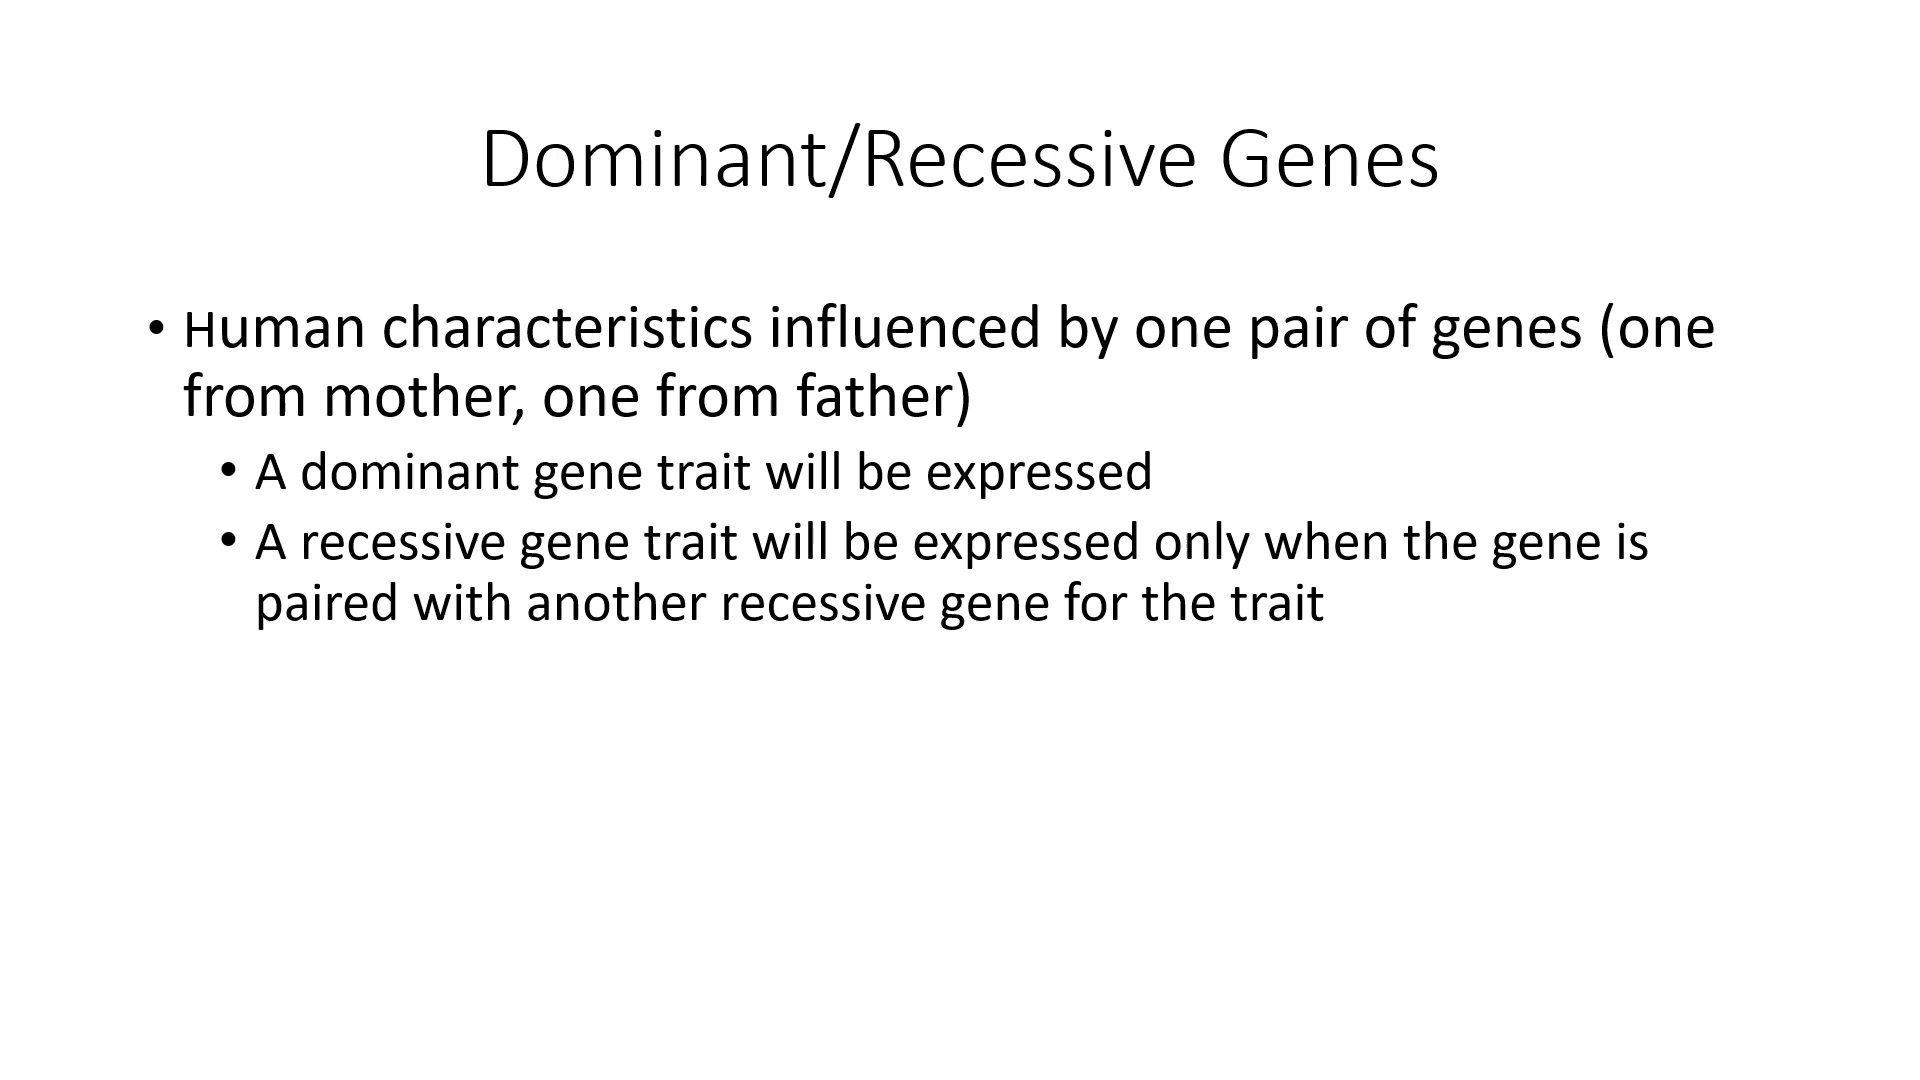 Dominant/Recessive Genes
• Human characteristics influenced by one pair of genes (one
from mother, one from father)
• A dominant gene trait will be expressed
• A recessive gene trait will be expressed only when the gene is
paired with another recessive gene for the trait